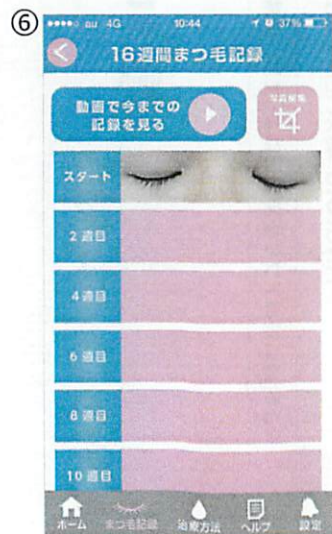 ⑥
au 4G 10:44 37%
16週間まつ毛記録
動画で今までの
記録を見る
写真編集
スタート
2 週目
4 週目
6 週目
8 週目
10 週目
ホーム まつ毛記録 治療方法 ヘルプ 設定